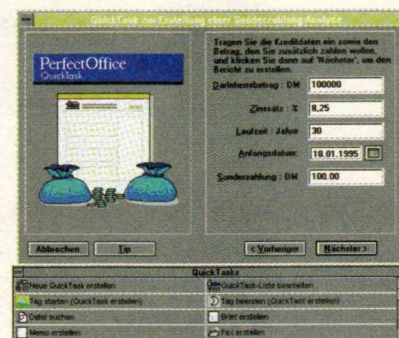 QuickTask zur Erstellung einer Sonderzahlung-Analyse
PerfectOffice
QuickTask
Tragen Sie die Kreditdaten ein sowie den
Betrag, den Sie zusätzlich zahlen wollen,
und klicken Sie dann auf 'Nächster', um den
Bericht zu erstellen.
Darlehensbetrag : DM 100000
Zinssatz : % 8,25
Laufzeit : Jahre 30
Anfangsdatum: 18.01.1995
Sonderzahlung : DM 100.00
Abbrechen Tip < Vorheriger Nächster >
QuickTasks
Neue QuickTask erstellen QuickTask-Liste bearbeiten
Tag starten (QuickTask erstellen) Tag beenden (QuickTask erstellen)
Datei suchen Brief erstellen
Memo erstellen Fax erstellen